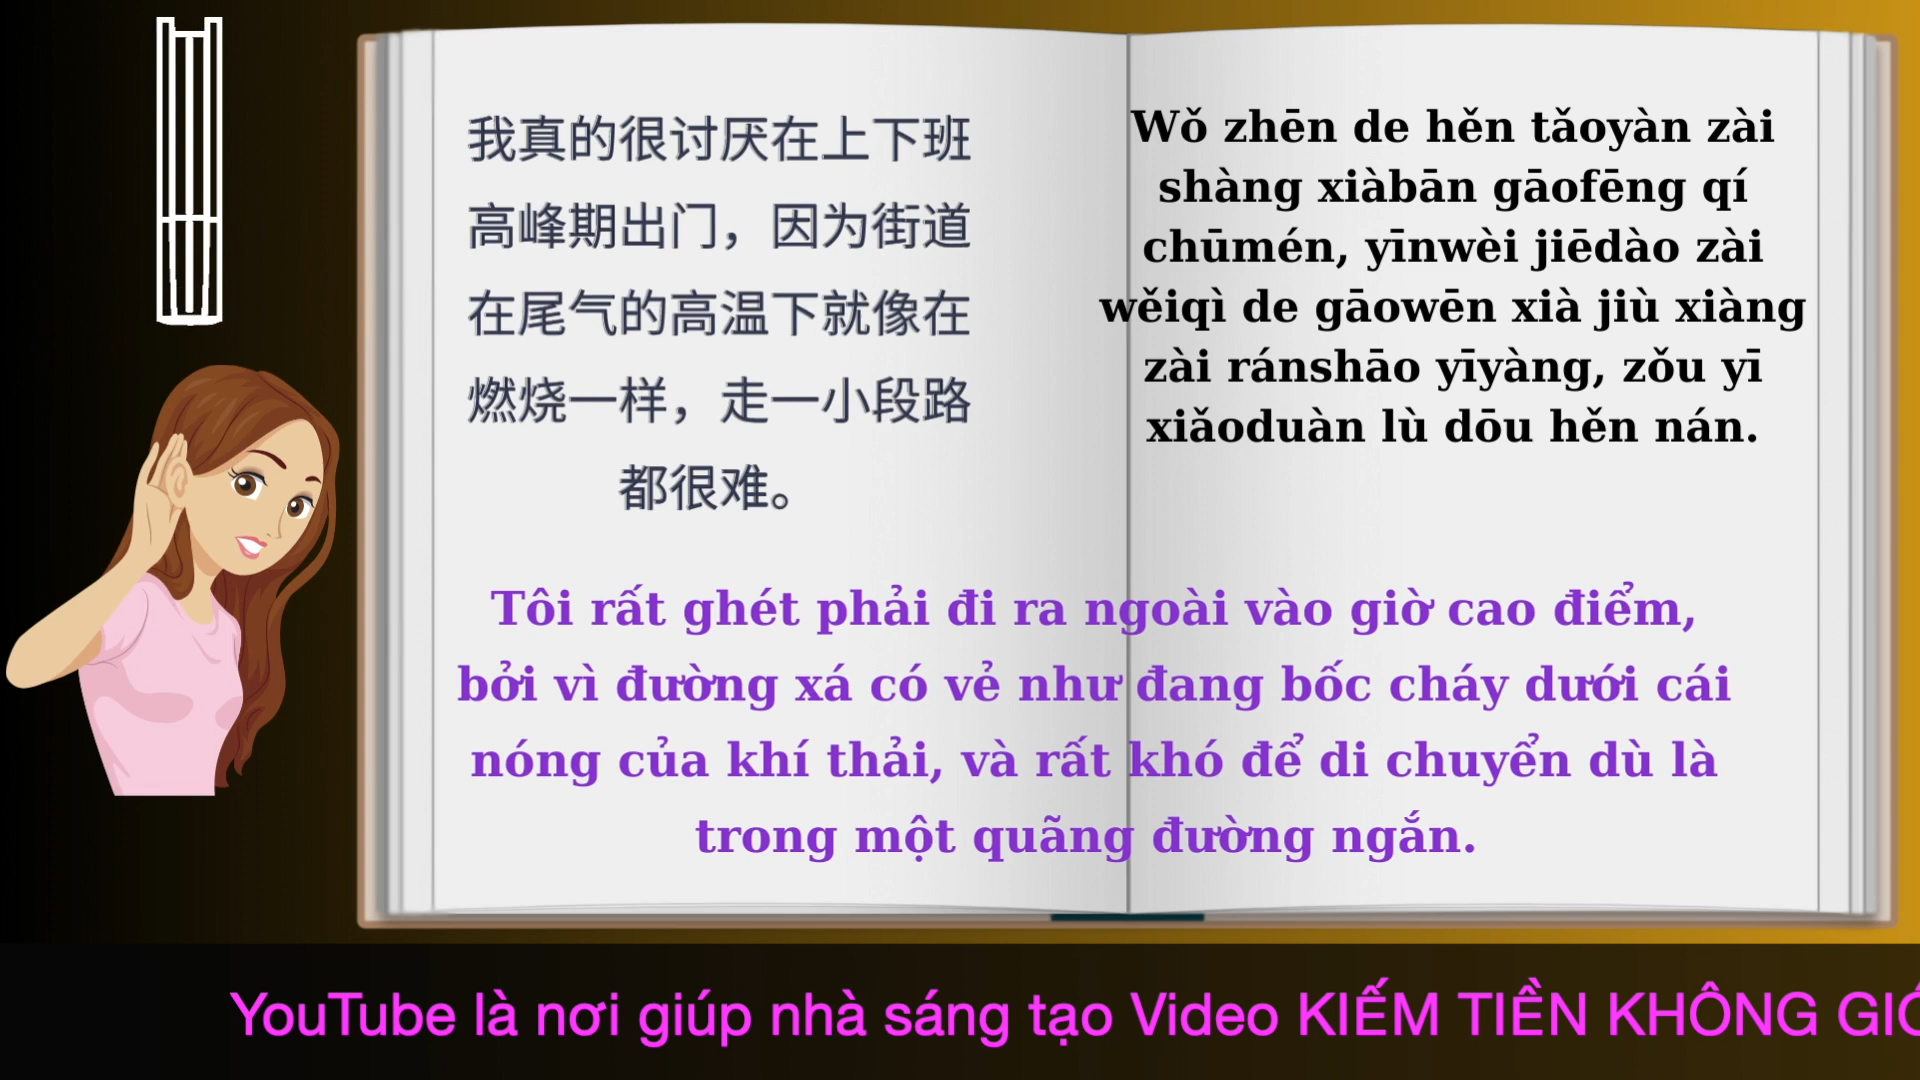 我真的很讨厌在上下班
高峰期出门，因为街道
在尾气的高温下就像在
燃烧一样，走一小段路
都很难。
Wǒ zhēn de hěn tǎoyàn zài
shàng xiàbān gāofēng qí
chūmén, yīnwèi jiēdào zài
wěiqì de gāowēn xià jiù xiàng
zài ránshāo yīyàng, zǒu yī
xiǎoduàn lù dōu hěn nán.
Tôi rất ghét phải đi ra ngoài vào giờ cao điểm,
bởi vì đường xá có vẻ như đang bốc cháy dưới cái
nóng của khí thải, và rất khó để di chuyển dù là
trong một quãng đường ngắn.
YouTube là nơi giúp nhà sáng tạo Video KIẾM TIỀN KHÔNG